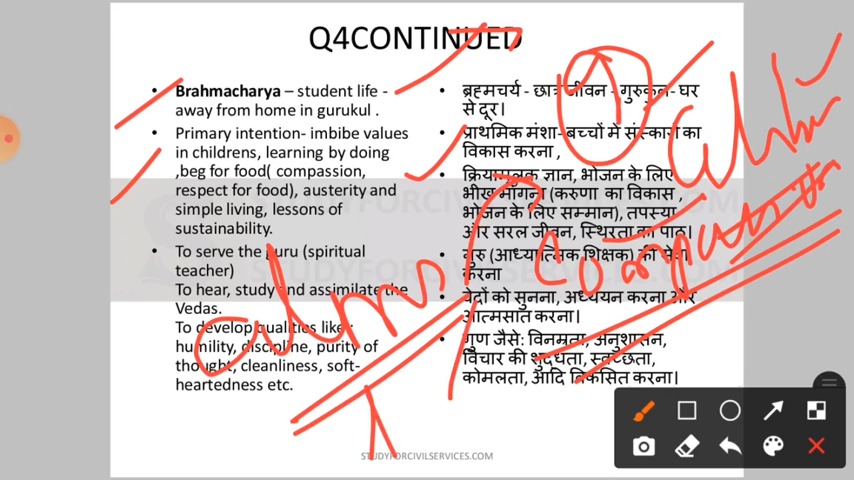 Q4CONTINUED
Brahmacharya – student life -
away from home in gurukul .
Primary intention- imbibe values
in childrens, learning by doing
,beg for food( compassion,
respect for food), austerity and
simple living, lessons of
sustainability.
To serve the guru (spiritual
teacher)
To hear, study and assimilate the
Vedas.
To develop qualities like:
humility, discipline, purity of
thought, cleanliness, soft-
heartedness etc.
ब्रह्मचर्य - छात्र जीवन - गुरुकुल- घर
से दूर।
प्राथमिक मंशा-बच्चों में संस्कारों का
विकास करना ,
क्रियामूलक ज्ञान, भोजन के लिए
भीख मांगना (करुणा का विकास ,
भोजन के लिए सम्मान), तपस्या
और सरल जीवन, स्थिरता का पाठ।
गुरु (आध्यात्मिक शिक्षक) की सेवा
करना
वेदों को सुनना, अध्ययन करना और
आत्मसात करना।
गुण जैसे: विनम्रता, अनुशासन,
विचार की शुद्धता, स्वच्छता,
कोमलता, आदि विकसित करना।
alms
STUDYFORCIVILSERVICES.COM